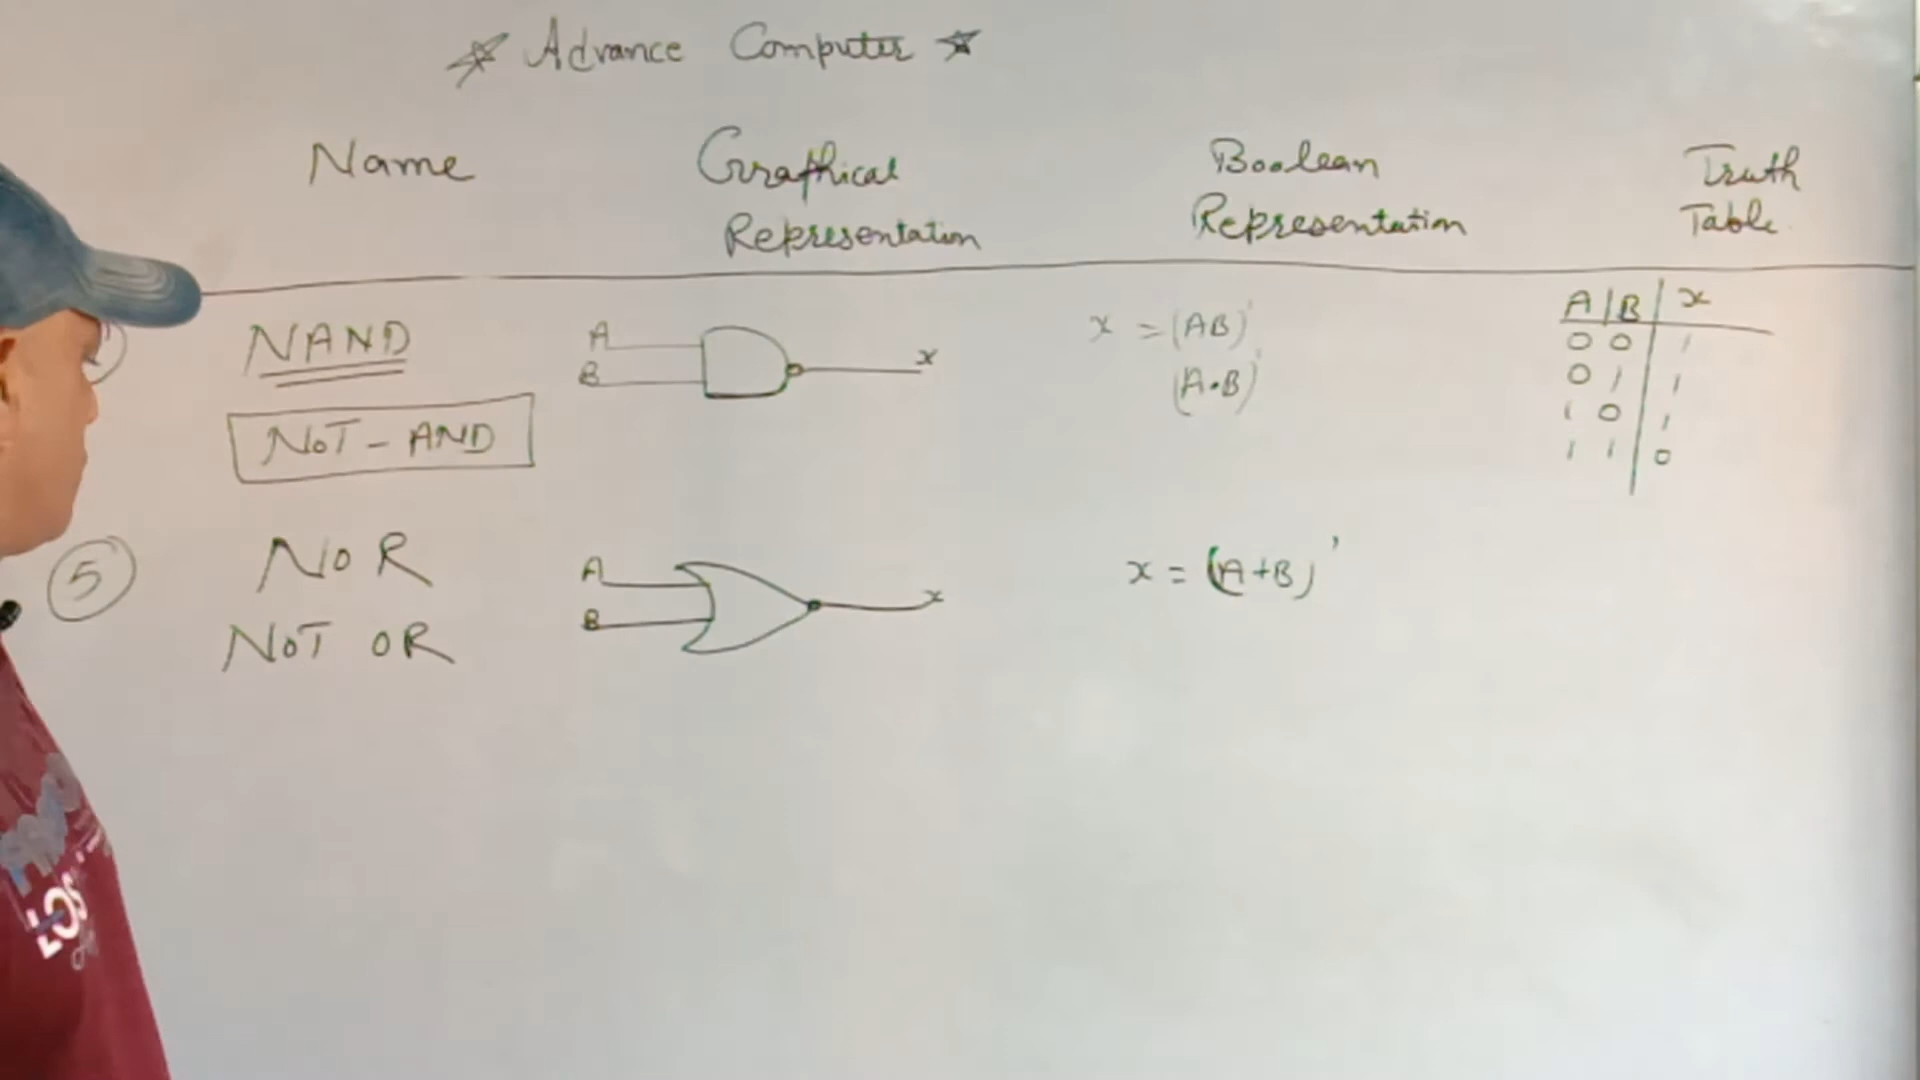 Advance Computer
Name Graphical Representation Boolean Representation Truth Table
NAND
NOT - AND
A
B
x
x = (AB)'
(A·B)'
A B x
0 0 1
0 1 1
1 0 1
1 1 0
5
NOR
NOT OR
A
B
x
x = (A+B)'
LOS